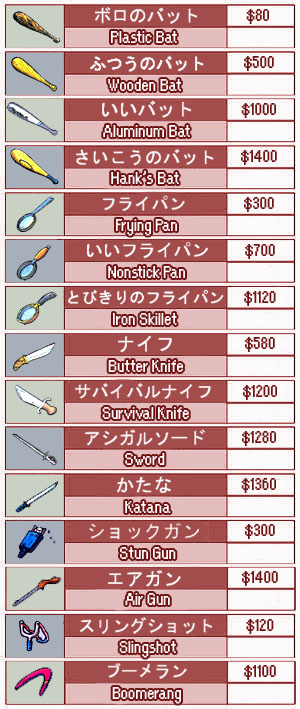 ボロのバット $80
Plastic Bat
ふつうのバット $500
Wooden Bat
いいバット $1000
Aluminum Bat
さいこうのバット $1400
Hank's Bat
フライパン $300
Frying Pan
いいフライパン $700
Nonstick Pan
とびきりのフライパン $1120
Iron Skillet
ナイフ $580
Butter Knife
サバイバルナイフ $1200
Survival Knife
アシガルソード $1280
Sword
かたな $1360
Katana
ショックガン $300
Stun Gun
エアガン $1400
Air Gun
スリングショット $120
Slingshot
ブーメラン $1100
Boomerang